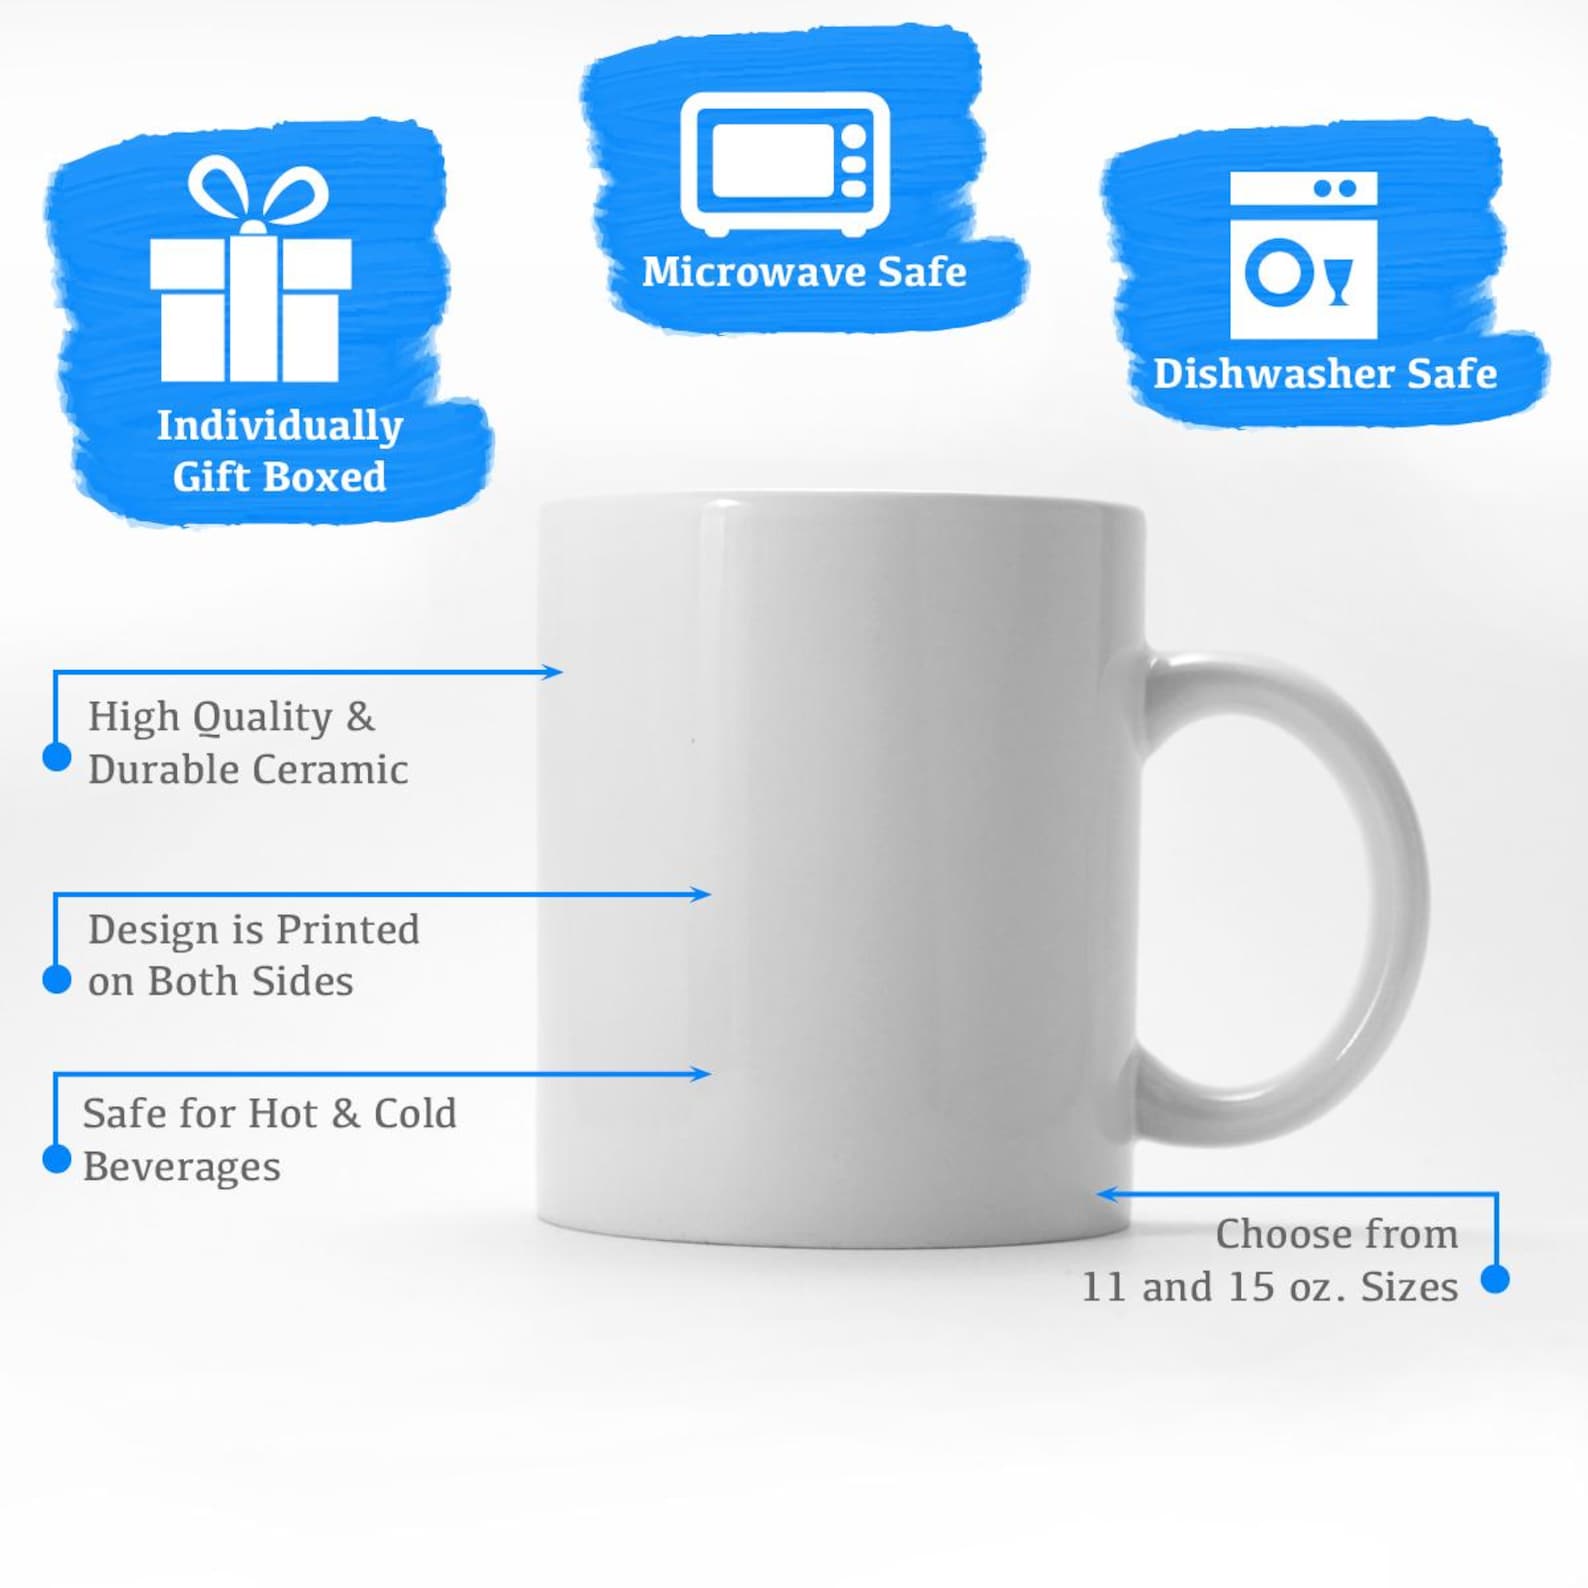 Microwave Safe
Dishwasher Safe
Individually
Gift Boxed
High Quality &
Durable Ceramic
Design is Printed
on Both Sides
Safe for Hot & Cold
Beverages
Choose from
11 and 15 oz. Sizes